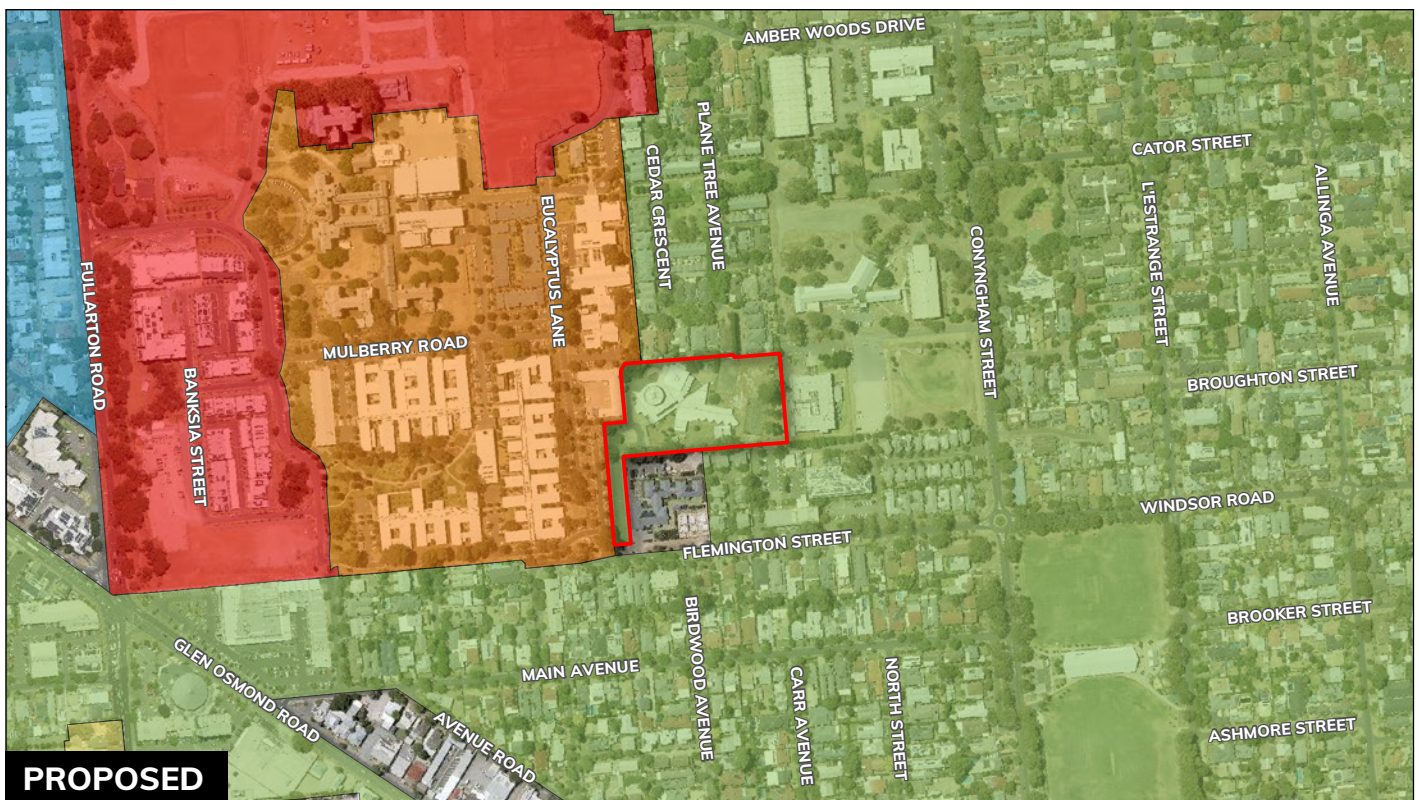 AMBER WOODS DRIVE
PLANE TREE AVENUE
CATOR STREET
CEDAR CRESCENT
L'ESTRANGE STREET
ALLINGA AVENUE
EUCALYPTUS LANE
CONYNGHAM STREET
FULLARTON ROAD
MULBERRY ROAD
BANKSIA STREET
BROUGHTON STREET
WINDSOR ROAD
FLEMINGTON STREET
BIRDWOOD AVENUE
BROOKER STREET
GLEN OSMOND ROAD
MAIN AVENUE
CARR AVENUE
NORTH STREET
AVENUE ROAD
ASHMORE STREET
PROPOSED